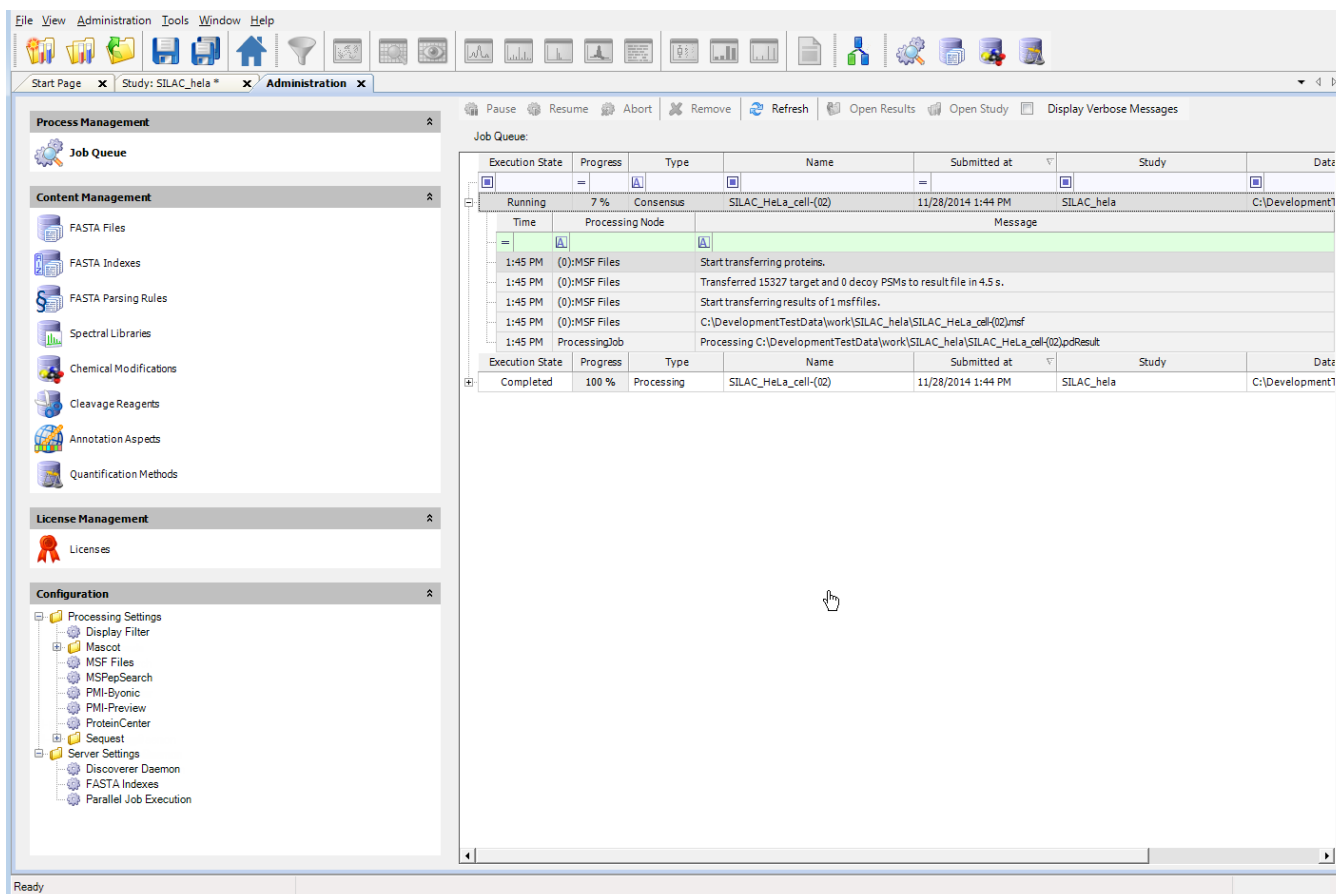 File View Administration Tools Window Help
Start Page x Study: SILAC_hela * x Administration x
Process Management
Job Queue
Content Management
FASTA Files
FASTA Indexes
FASTA Parsing Rules
Spectral Libraries
Chemical Modifications
Cleavage Reagents
Annotation Aspects
Quantification Methods
License Management
Licenses
Configuration
Processing Settings
Display Filter
Mascot
MSF Files
MSPepSearch
PMI-Byonic
PMI-Preview
ProteinCenter
Sequest
Server Settings
Discoverer Daemon
FASTA Indexes
Parallel Job Execution
Pause Resume Abort Remove Refresh Open Results Open Study Display Verbose Messages
Job Queue:
Execution State Progress Type Name Submitted at Study Data
= A =
Running 7 % Consensus SILAC_HeLa_cell-(02) 11/28/2014 1:44 PM SILAC_hela C:\DevelopmentT
Time Processing Node Message
= A A
1:45 PM (0):MSF Files Start transferring proteins.
1:45 PM (0):MSF Files Transferred 15327 target and 0 decoy PSMs to result file in 4.5 s.
1:45 PM (0):MSF Files Start transferring results of 1 msf files.
1:45 PM (0):MSF Files C:\DevelopmentTestData\work\SILAC_hela\SILAC_HeLa_cell-(02).msf
1:45 PM ProcessingJob Processing C:\DevelopmentTestData\work\SILAC_hela\SILAC_HeLa_cell-(02).pdResult
Execution State Progress Type Name Submitted at Study Data
Completed 100 % Processing SILAC_HeLa_cell-(02) 11/28/2014 1:44 PM SILAC_hela C:\DevelopmentT
Ready